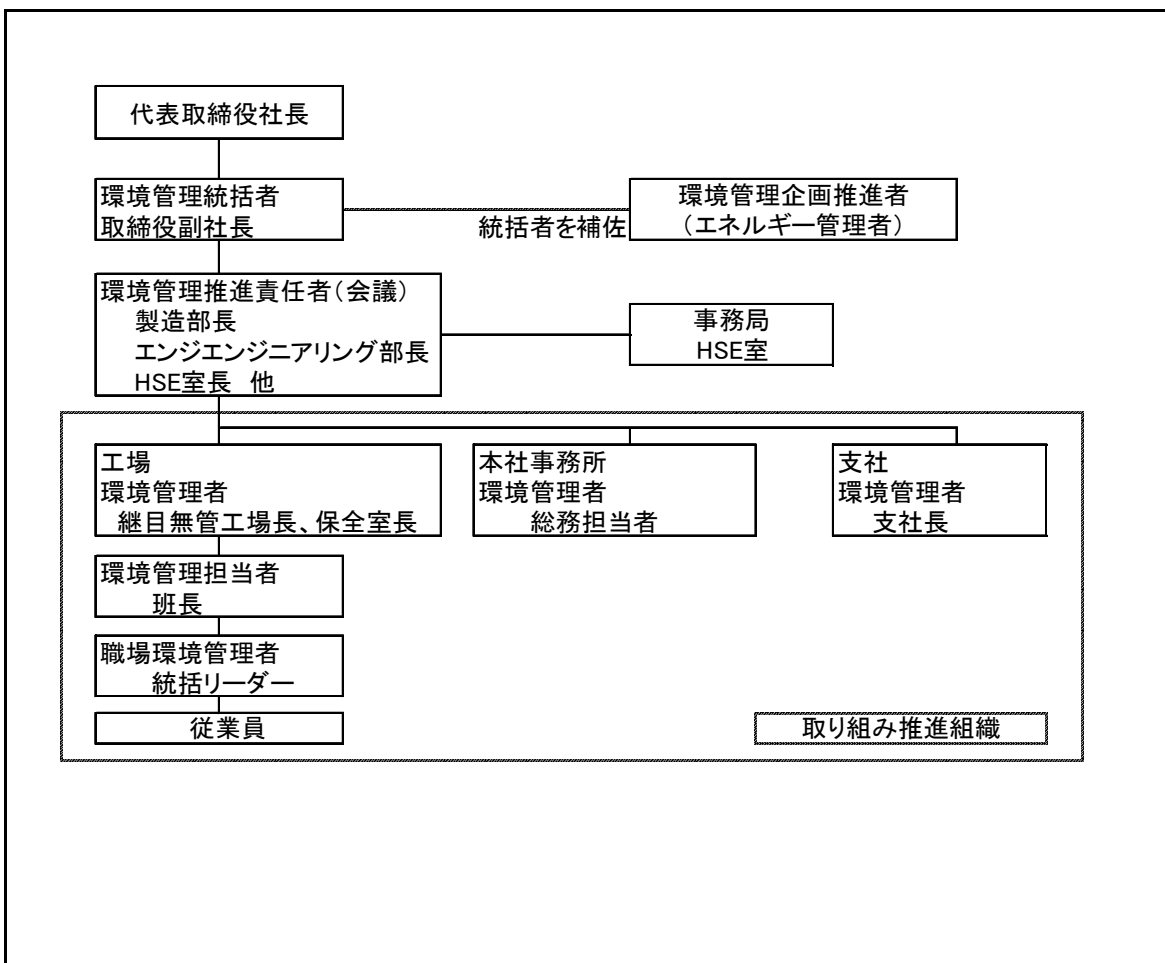 代表取締役社長
環境管理統括者
取締役副社長
統括者を補佐
環境管理企画推進者
（エネルギー管理者）
環境管理推進責任者（会議）
製造部長
エンジエンジニアリング部長
HSE室長 他
事務局
HSE室
工場
環境管理者
継目無管工場長、保全室長
本社事務所
環境管理者
総務担当者
支社
環境管理者
支社長
環境管理担当者
班長
職場環境管理者
統括リーダー
従業員
取り組み推進組織